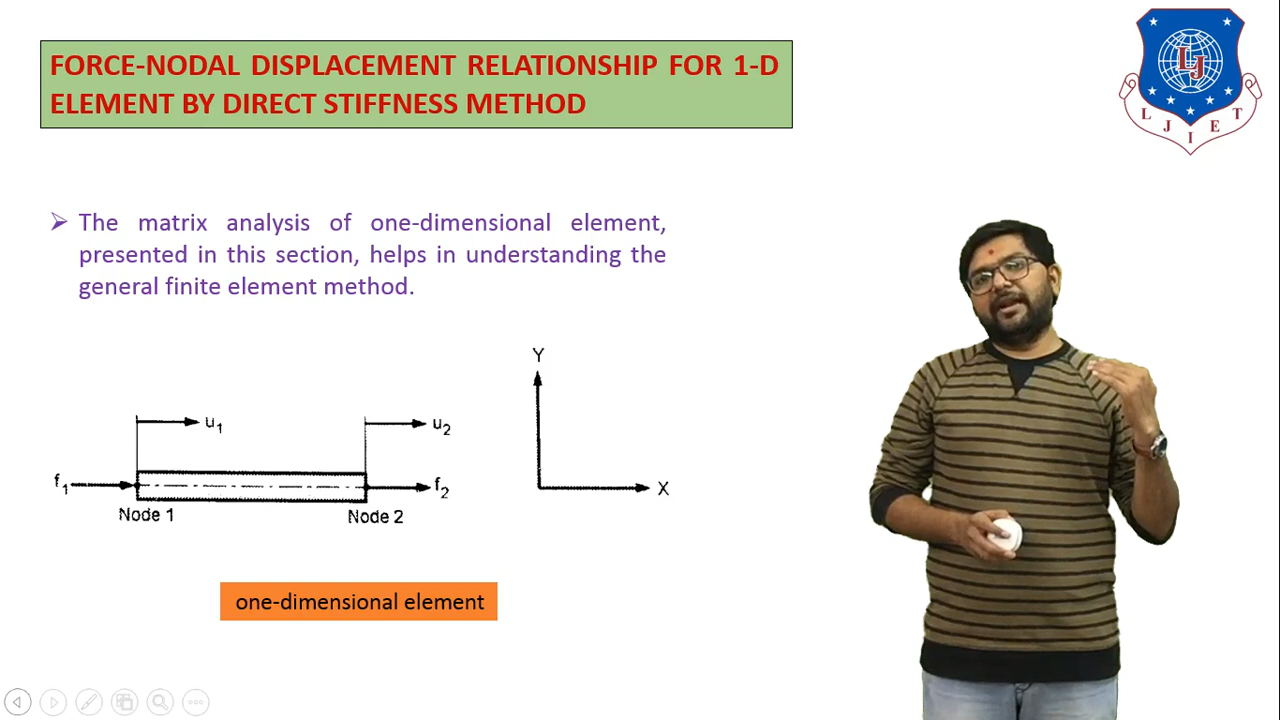 FORCE-NODAL DISPLACEMENT RELATIONSHIP FOR 1-D
ELEMENT BY DIRECT STIFFNESS METHOD
LJ
L J I E T
➢ The matrix analysis of one-dimensional element,
presented in this section, helps in understanding the
general finite element method.
Y
u₁
u₂
f₁
f₂
X
Node 1
Node 2
one-dimensional element